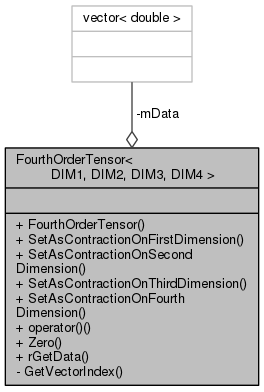 vector< double >
-mData
FourthOrderTensor<
DIM1, DIM2, DIM3, DIM4 >
+ FourthOrderTensor()
+ SetAsContractionOnFirstDimension()
+ SetAsContractionOnSecond
Dimension()
+ SetAsContractionOnThirdDimension()
+ SetAsContractionOnFourth
Dimension()
+ operator()()
+ Zero()
+ rGetData()
- GetVectorIndex()